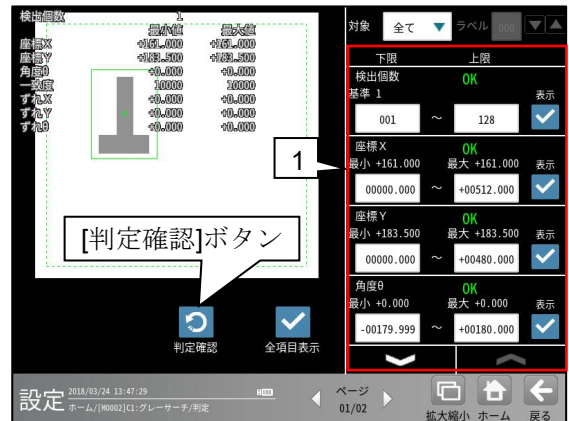 検出個数 1
最小値 最大値
座標X +161.000 +161.000
座標Y +183.500 +183.500
角度θ +0.000 +0.000
一致度 10000 10000
ずれX +0.000 +0.000
ずれY +0.000 +0.000
ずれθ +0.000 +0.000
[判定確認]ボタン
判定確認
全項目表示
1
対象 全て ラベル 000
下限 上限
検出個数 OK
基準 1 表示
001 ～ 128
座標X OK
最小 +161.000 最大 +161.000 表示
00000.000 ～ +00512.000
座標Y OK
最小 +183.500 最大 +183.500 表示
00000.000 ～ +00480.000
角度θ OK
最小 +0.000 最大 +0.000 表示
-00179.999 ～ +00180.000
設定
2018/03/24 13:47:29
ホーム/[M0002]C1:グレーサーチ/判定
ページ
01/02
拡大縮小 ホーム 戻る